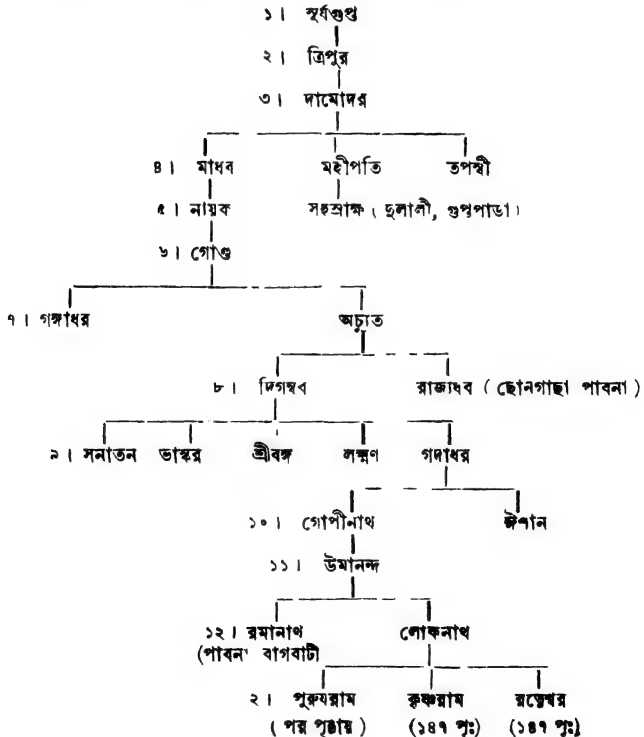 ১। সূর্যগুপ্ত
২। ত্রিপুর
৩। দামোদর
৪। মাধব মহীপতি তপস্বী
৫। নায়ক সহস্রাক্ষ (দুলালী, গুপ্তপাডা)
৬। গোণ্ড
৭। গঙ্গাধর অচ্যুত
৮। দিগম্বব রাজ্যধব (ছোনগাছা পাবনা)
৯। সনাতন ভাস্কর শ্রীবঙ্গ লক্ষ্মণ গদাধর
১০। গোপীনাথ ঈশান
১১। উমানন্দ
১২। রমানাথ লোকনাথ
(পাবনা বাগবাটী
২। পুরুষরাম কৃষ্ণরাম রত্নেশ্বর
(পর পৃষ্ঠায়) (১৪৭ পৃঃ) (১৪৭ পৃঃ)